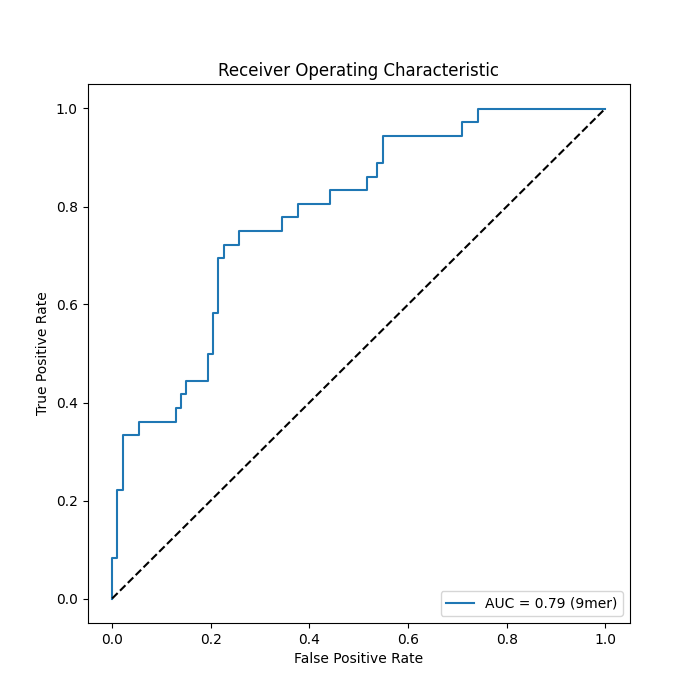 Receiver Operating Characteristic
1.0
0.8
0.6
0.4
0.2
0.0
True Positive Rate
AUC = 0.79 (9mer)
0.0 0.2 0.4 0.6 0.8 1.0
False Positive Rate